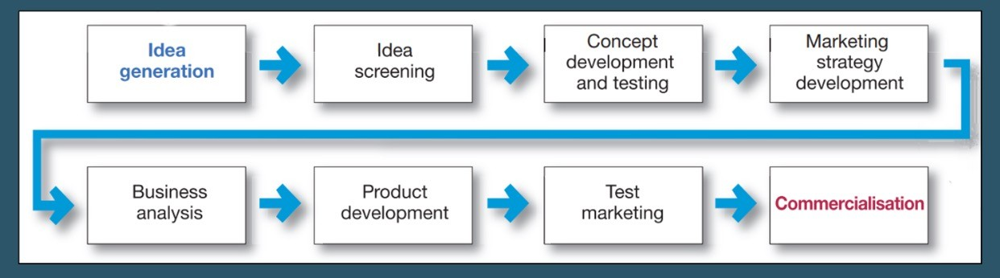 Idea
generation
Idea
screening
Concept
development
and testing
Marketing
strategy
development
Business
analysis
Product
development
Test
marketing
Commercialisation